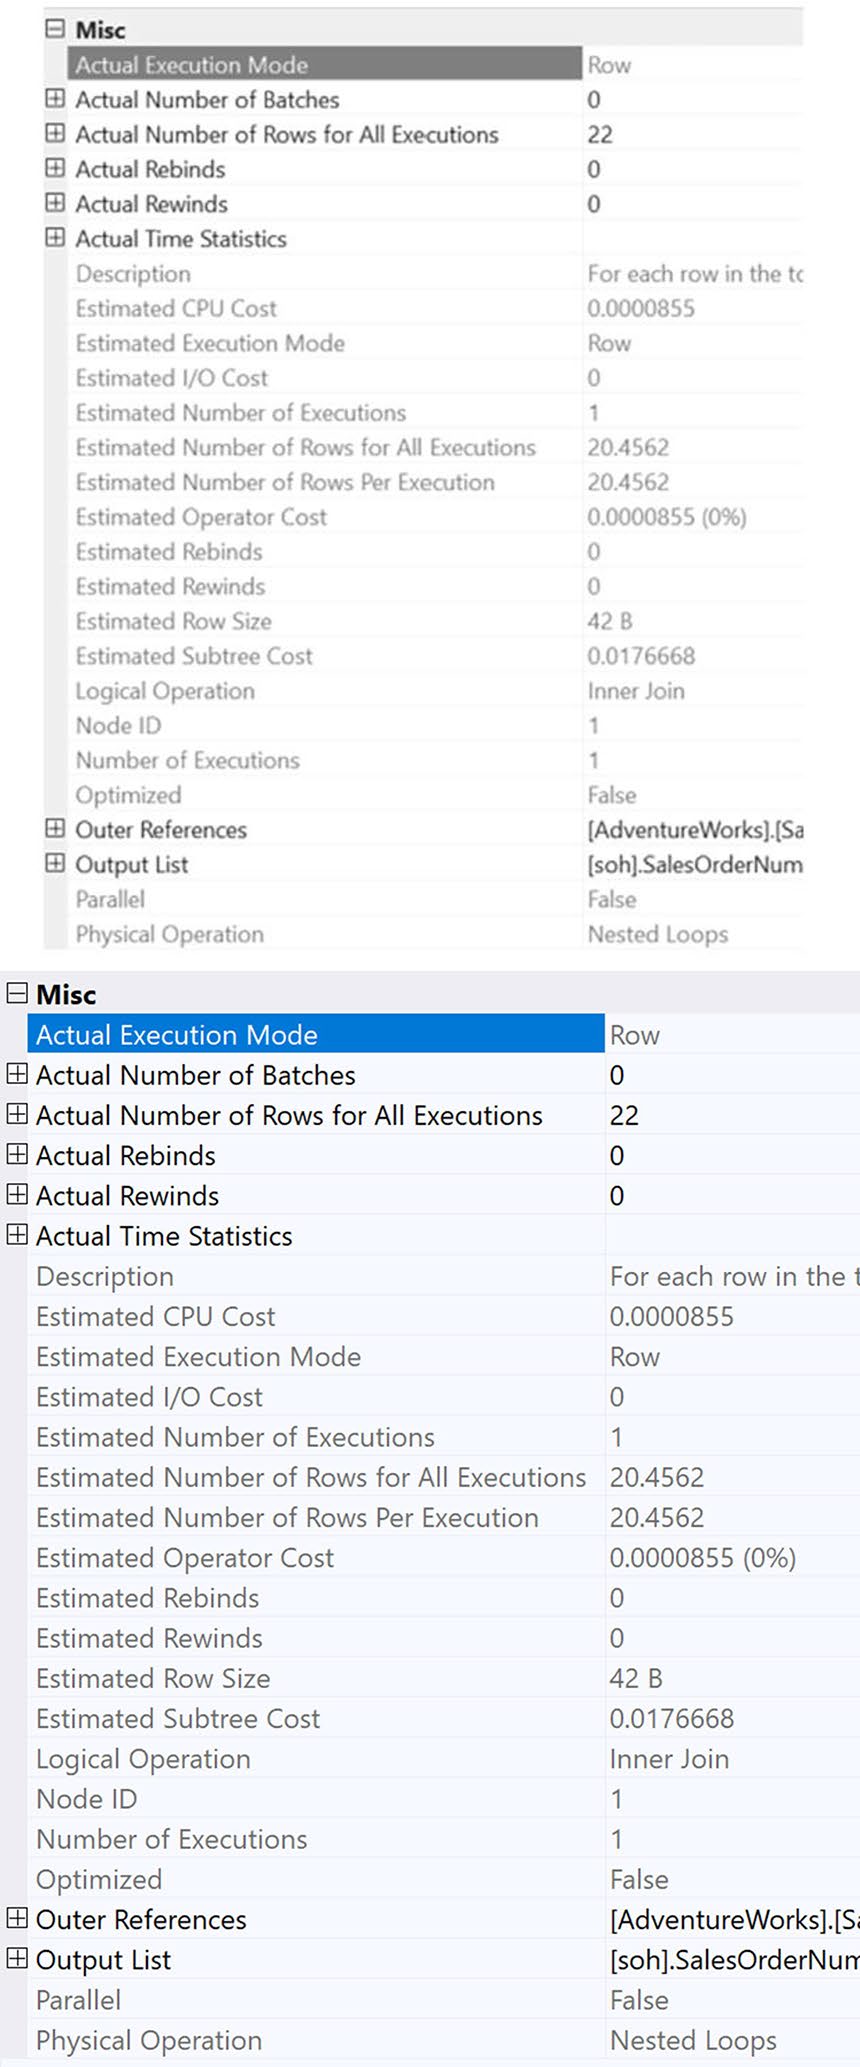 Misc
Actual Execution Mode Row
Actual Number of Batches 0
Actual Number of Rows for All Executions 22
Actual Rebinds 0
Actual Rewinds 0
Actual Time Statistics
Description For each row in the to
Estimated CPU Cost 0.0000855
Estimated Execution Mode Row
Estimated I/O Cost 0
Estimated Number of Executions 1
Estimated Number of Rows for All Executions 20.4562
Estimated Number of Rows Per Execution 20.4562
Estimated Operator Cost 0.0000855 (0%)
Estimated Rebinds 0
Estimated Rewinds 0
Estimated Row Size 42 B
Estimated Subtree Cost 0.0176668
Logical Operation Inner Join
Node ID 1
Number of Executions 1
Optimized False
Outer References [AdventureWorks].[Sa
Output List [soh].SalesOrderNum
Parallel False
Physical Operation Nested Loops
Misc
Actual Execution Mode Row
Actual Number of Batches 0
Actual Number of Rows for All Executions 22
Actual Rebinds 0
Actual Rewinds 0
Actual Time Statistics
Description For each row in the t
Estimated CPU Cost 0.0000855
Estimated Execution Mode Row
Estimated I/O Cost 0
Estimated Number of Executions 1
Estimated Number of Rows for All Executions 20.4562
Estimated Number of Rows Per Execution 20.4562
Estimated Operator Cost 0.0000855 (0%)
Estimated Rebinds 0
Estimated Rewinds 0
Estimated Row Size 42 B
Estimated Subtree Cost 0.0176668
Logical Operation Inner Join
Node ID 1
Number of Executions 1
Optimized False
Outer References [AdventureWorks].[Sa
Output List [soh].SalesOrderNum
Parallel False
Physical Operation Nested Loops